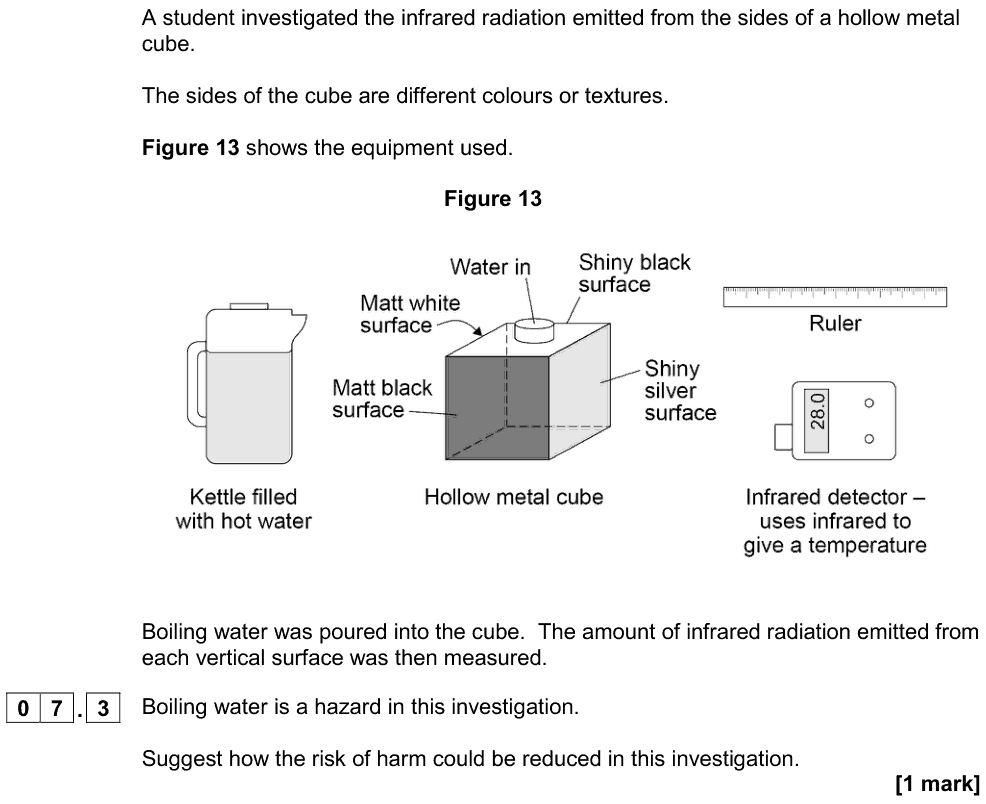 A student investigated the infrared radiation emitted from the sides of a hollow metal
cube.
The sides of the cube are different colours or textures.
Figure 13 shows the equipment used.
Figure 13
Water in
Shiny black
surface
Matt white
surface
Ruler
Matt black
surface
Shiny
silver
surface
28.0
Kettle filled
with hot water
Hollow metal cube
Infrared detector –
uses infrared to
give a temperature
Boiling water was poured into the cube. The amount of infrared radiation emitted from
each vertical surface was then measured.
0 7 . 3 Boiling water is a hazard in this investigation.
Suggest how the risk of harm could be reduced in this investigation.
[1 mark]